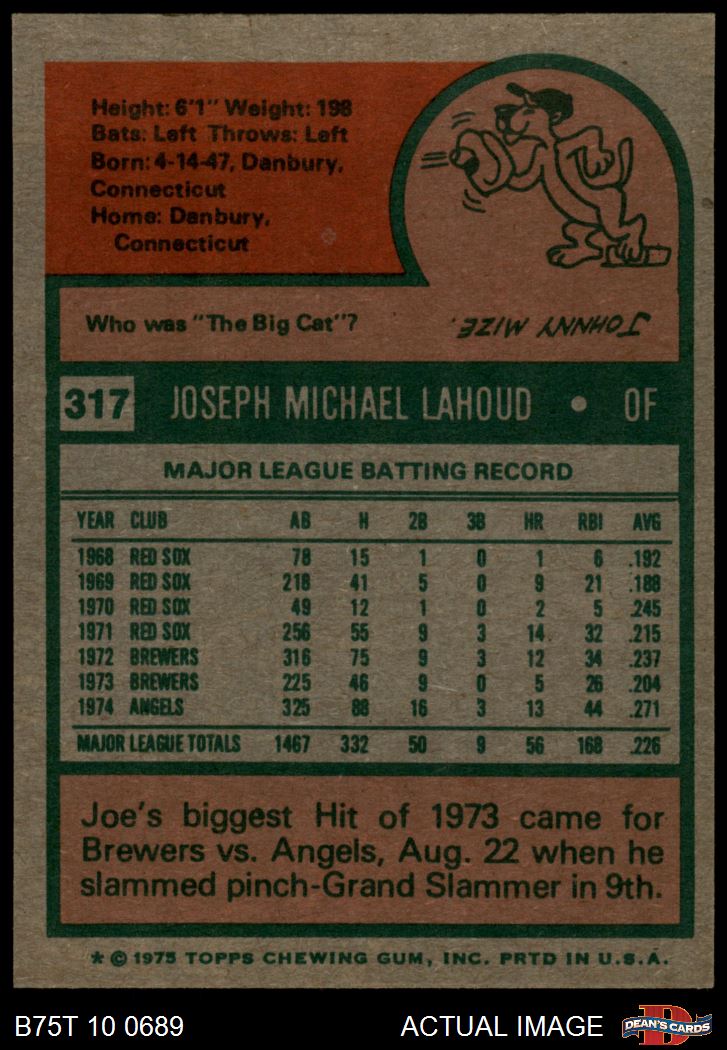 Height: 6'1" Weight: 198
Bats: Left Throws: Left
Born: 4-14-47, Danbury,
Connecticut
Home: Danbury,
Connecticut
Who was "The Big Cat"?
JOHNNY MIZE.
317 JOSEPH MICHAEL LAHOUD • OF
MAJOR LEAGUE BATTING RECORD
YEAR CLUB AB H 2B 3B HR RBI AVG
1968 RED SOX 78 15 1 0 1 6 .192
1969 RED SOX 218 41 5 0 9 21 .188
1970 RED SOX 49 12 1 0 2 5 .245
1971 RED SOX 256 55 9 3 14 32 .215
1972 BREWERS 316 75 9 3 12 34 .237
1973 BREWERS 225 46 9 0 5 26 .204
1974 ANGELS 325 88 16 3 13 44 .271
MAJOR LEAGUE TOTALS 1467 332 50 9 56 168 .226
Joe's biggest Hit of 1973 came for
Brewers vs. Angels, Aug. 22 when he
slammed pinch-Grand Slammer in 9th.
* © 1975 TOPPS CHEWING GUM, INC. PRTD IN U.S.A.
B75T 10 0689 ACTUAL IMAGE D DEAN'S CARDS